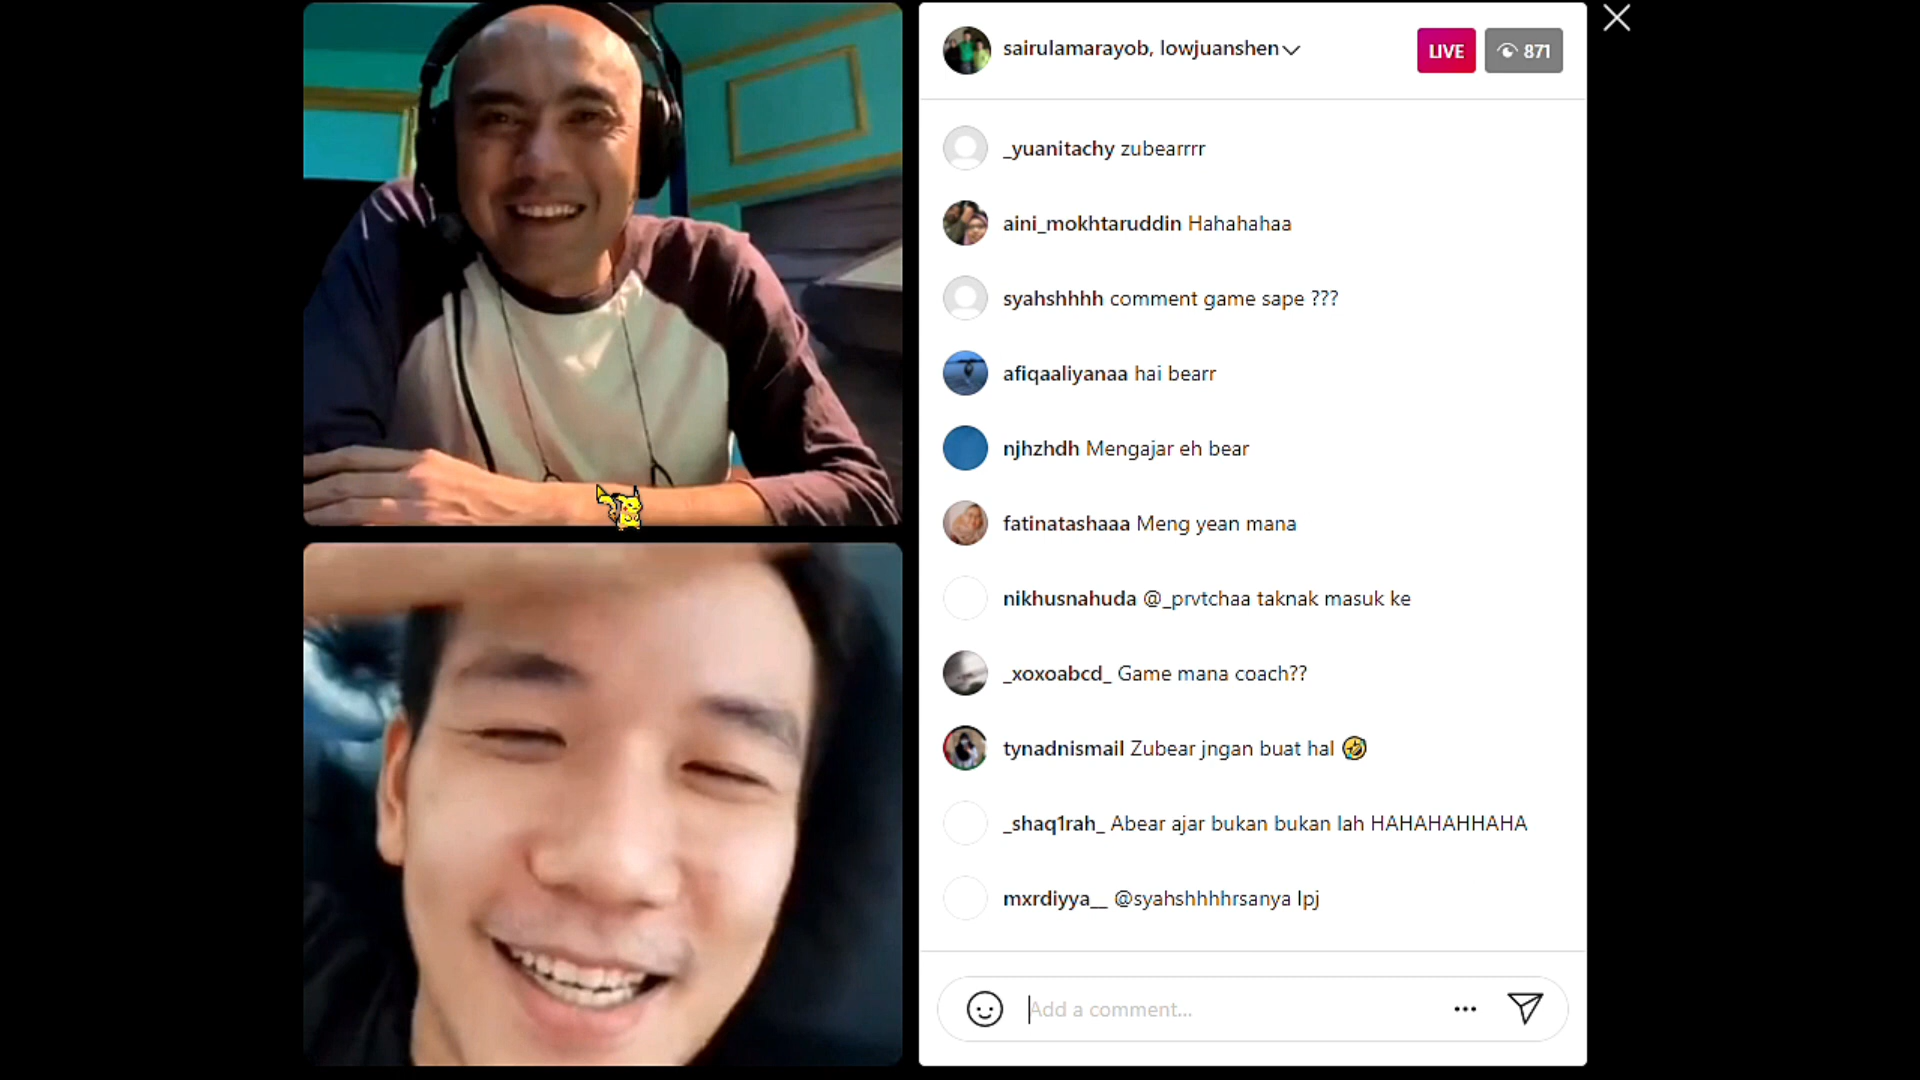 sairulamarayob, lowjuanshen
LIVE
871
_yuanitachy zubearrrr
aini_mokhtaruddin Hahahahaa
syahshhhh comment game sape ???
afiqaaliyanaa hai bearr
njhzhdh Mengajar eh bear
fatinatashaaa Meng yean mana
nikhusnahuda @_prvtchaa taknak masuk ke
_xoxoabcd_ Game mana coach??
tynadnismail Zubear jngan buat hal 🤣
_shaq1rah_ Abear ajar bukan bukan lah HAHAHAHHAHA
mxrdiyya__ @syahshhhhrsanya lpj
Add a comment...